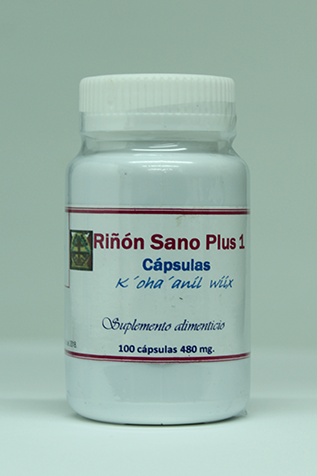 Riñón Sano Plus 1
Cápsulas
K´oha´anil wiix
Suplemento alimenticio
100 cápsulas 480 mg.